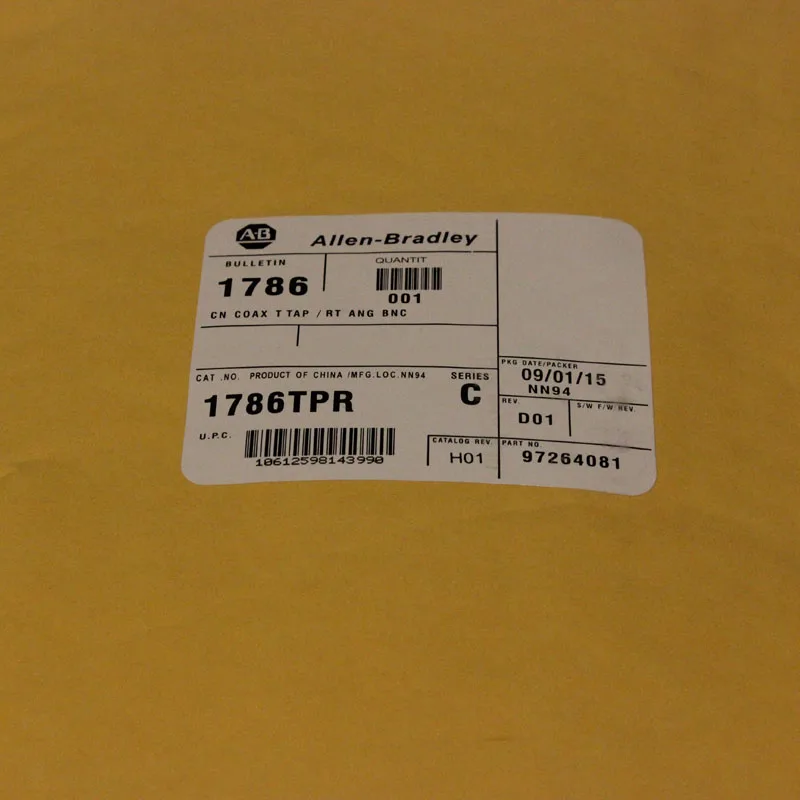 A-B Allen-Bradley
BULLETIN
1786
QUANTIT
001
CN COAX T TAP / RT ANG BNC
CAT .NO. PRODUCT OF CHINA /MFG.LOC.NN94
SERIES
1786TPR
C
U.P.C.
10612598143990
CATALOG REV.
H01
PKG DATE/PACKER
09/01/15
NN94
REV.
D01
S/W F/W REV.
PART NO.
97264081